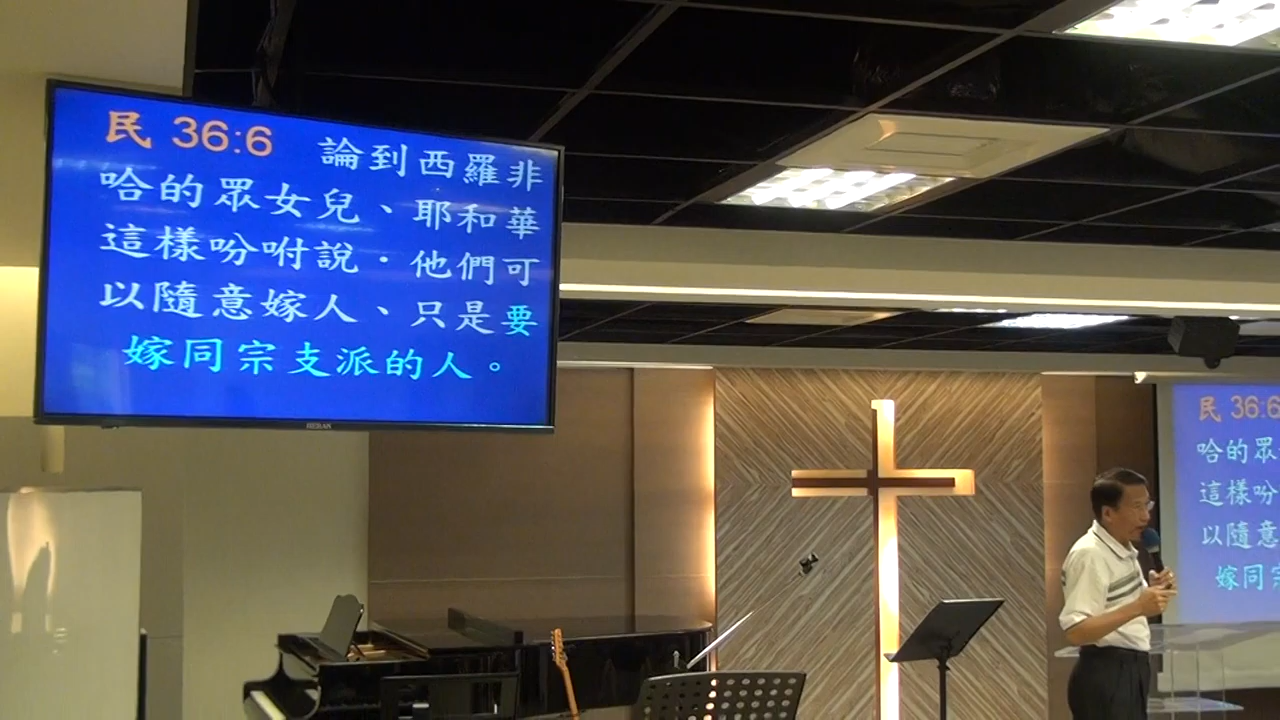 民 36:6 論到西羅非
哈的眾女兒、耶和華
這樣吩咐說．他們可
以隨意嫁人、只是要
嫁同宗支派的人。
HERAN
民 36:6
哈的眾
這樣吩
以隨意
嫁同宗